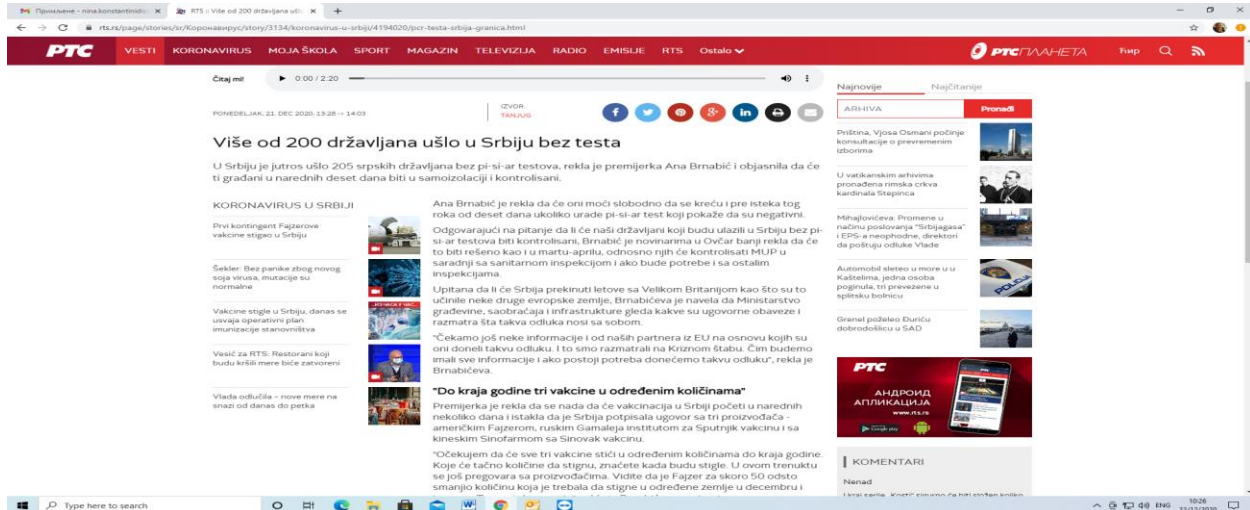 Примљене - nina.konstantinidis
РТS :: Više od 200 državljana ušlo
rts.rs/page/stories/sr/Коронавирус/story/3134/koronavirus-u-srbiji/4194020/pcr-testa-srbija-granica.html
РТС
VESTI KORONAVIRUS MOJA ŠKOLA SPORT MAGAZIN TELEVIZIJA RADIO EMISIJE RTS Ostalo
РТС ПЛАНЕТА
Ћир
Čitaj mi!
0:00 / 2:20
PONEDELJAK, 21. DEC 2020, 13:28 -> 14:03
IZVOR:
TANJUG
Više od 200 državljana ušlo u Srbiju bez testa
U Srbiju je jutros ušlo 205 srpskih državljana bez pi-si-ar testova, rekla je premijerka Ana Brnabić i objasnila da će
ti građani u narednih deset dana biti u samoizolaciji i kontrolisani.
KORONAVIRUS U SRBIJI
Prvi kontingent Fajzerove
vakcine stigao u Srbiju
Šekler: Bez panike zbog novog
soja virusa, mutacije su
normalne
Vakcine stigle u Srbiju, danas se
usvaja operativni plan
imunizacije stanovništva
Vesić za RTS: Restorani koji
budu kršili mere biće zatvoreni
Vlada odlučila – nove mere na
snazi od danas do petka
Ana Brnabić je rekla da će oni moći slobodno da se kreću i pre isteka tog
roka od deset dana ukoliko urade pi-si-ar test koji pokaže da su negativni.
Odgovarajući na pitanje da li će naši državljani koji budu ulazili u Srbiju bez pi-
si-ar testova biti kontrolisani, Brnabić je novinarima u Ovčar banji rekla da će
to biti rešeno kao i u martu-aprilu, odnosno njih će kontrolisati MUP u
saradnji sa sanitarnom inspekcijom i ako bude potrebe i sa ostalim
inspekcijama.
Upitana da li će Srbija prekinuti letove sa Velikom Britanijom kao što su to
učinile neke druge evropske zemlje, Brnabićeva je navela da Ministarstvo
građevine, saobraćaja i infrastrukture gleda kakve su ugovorne obaveze i
razmatra šta takva odluka nosi sa sobom.
"Čekamo još neke informacije i od naših partnera iz EU na osnovu kojih su
oni doneli takvu odluku. I to smo razmatrali na Kriznom štabu. Čim budemo
imali sve informacije i ako postoji potreba donećemo takvu odluku", rekla je
Brnabićeva.
"Do kraja godine tri vakcine u određenim količinama"
Premijerka je rekla da se nada da će vakcinacija u Srbiji početi u narednih
nekoliko dana i istakla da je Srbija potpisala ugovor sa tri proizvođača -
američkim Fajzerom, ruskim Gamaleja institutom za Sputnjik vakcinu i sa
kineskim Sinofarmom sa Sinovak vakcinu.
"Očekujem da će sve tri vakcine stići u određenim količinama do kraja godine.
Koje će tačno količine da stignu, znaćete kada budu stigle. U ovom trenutku
se još pregovara sa proizvođačima. Vidite da je Fajzer za skoro 50 odsto
smanjio količinu koja je trebala da stigne u određene zemlje u decembru i
Najnovije Najčitanije
ARHIVA Pronađi
Priština, Vjosa Osmani počinje
konsultacije o prevremenim
izborima
U vatikanskim arhivima
pronađena rimska crkva
kardinala Stepinca
Mihajlovićeva: Promene u
načinu poslovanja "Srbijagasa"
i EPS-a neophodne, direktori
da poštuju odluke Vlade
Automobil sleteo u more u u
Kaštelima, jedna osoba
poginula, tri prevezene u
splitsku bolnicu
Grenel poželeo Đuriću
dobrodošlicu u SAD
РТС
АНДРОИД
АПЛИКАЦИЈА
www.rts.rs
Google play
KOMENTARI
Nenad
Type here to search
ENG
10:26